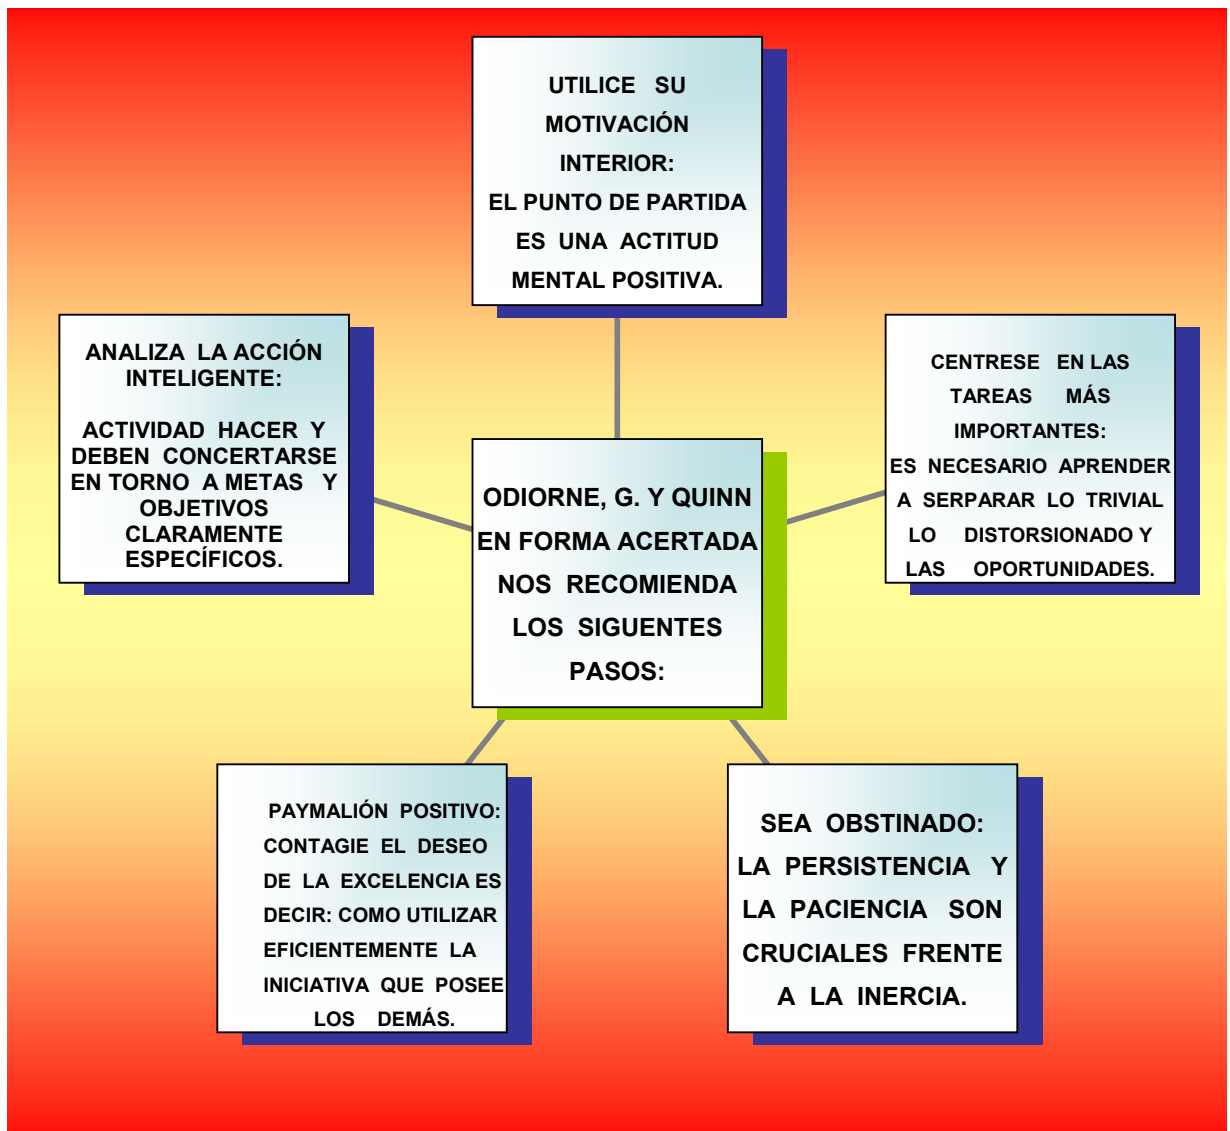 UTILICE SU
MOTIVACIÓN
INTERIOR:
EL PUNTO DE PARTIDA
ES UNA ACTITUD
MENTAL POSITIVA.
ANALIZA LA ACCIÓN
INTELIGENTE:
ACTIVIDAD HACER Y
DEBEN CONCERTARSE
EN TORNO A METAS Y
OBJETIVOS
CLARAMENTE
ESPECÍFICOS.
CENTRESE EN LAS
TAREAS MÁS
IMPORTANTES:
ES NECESARIO APRENDER
A SERPARAR LO TRIVIAL
LO DISTORSIONADO Y
LAS OPORTUNIDADES.
ODIORNE, G. Y QUINN
EN FORMA ACERTADA
NOS RECOMIENDA
LOS SIGUENTES
PASOS:
PAYMALIÓN POSITIVO:
CONTAGIE EL DESEO
DE LA EXCELENCIA ES
DECIR: COMO UTILIZAR
EFICIENTEMENTE LA
INICIATIVA QUE POSEE
LOS DEMÁS.
SEA OBSTINADO:
LA PERSISTENCIA Y
LA PACIENCIA SON
CRUCIALES FRENTE
A LA INERCIA.